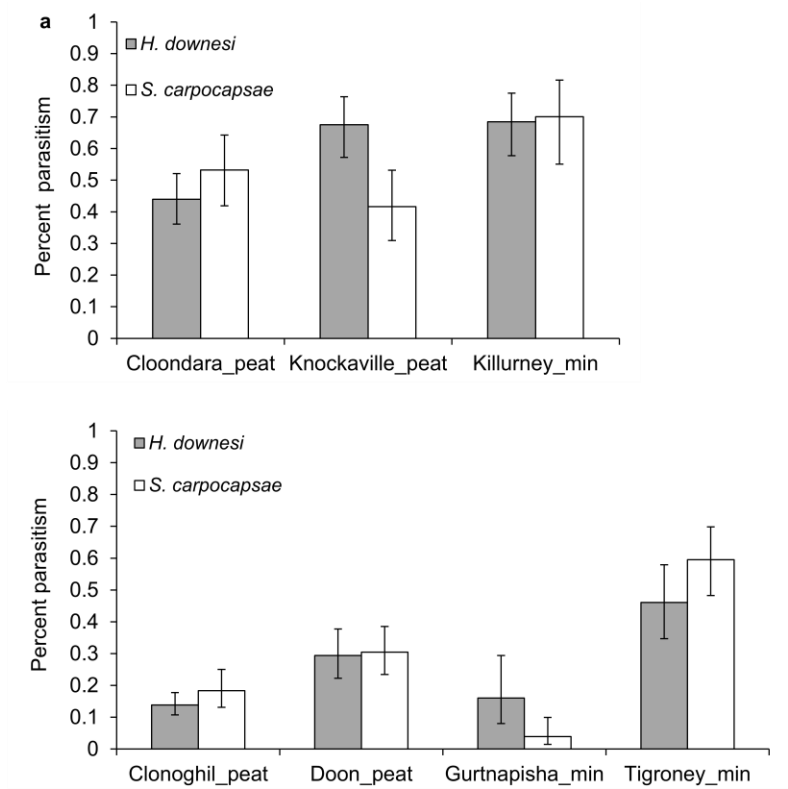 a
1
0.9
0.8
0.7
0.6
0.5
0.4
0.3
0.2
0.1
0
Percent parasitism
H. downesi
S. carpocapsae
Cloondara_peat Knockaville_peat Killurney_min
1
0.9
0.8
0.7
0.6
0.5
0.4
0.3
0.2
0.1
0
Percent parasitism
H. downesi
S. carpocapsae
Clonoghil_peat Doon_peat Gurtnapisha_min Tigroney_min